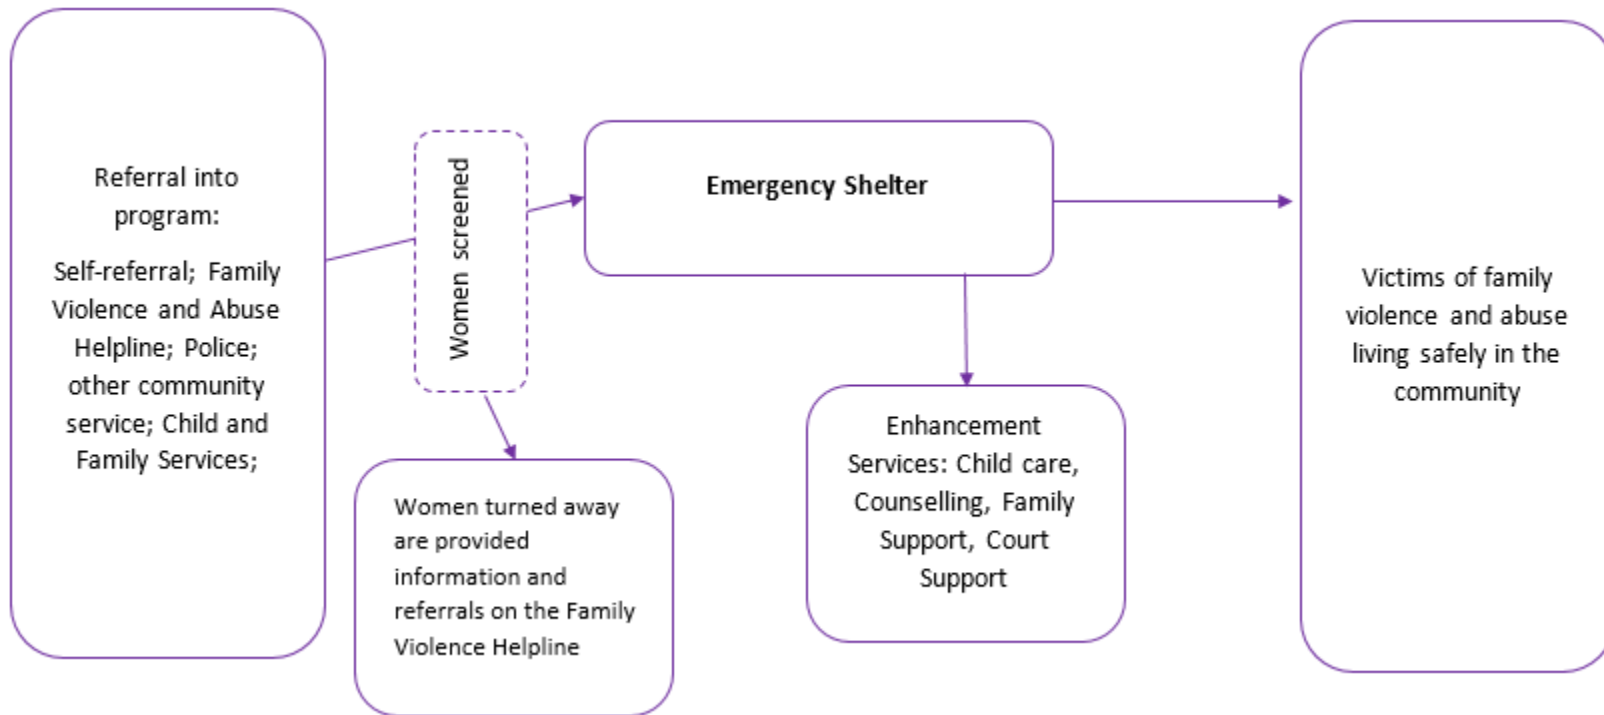 Referral into
program:
Self-referral; Family
Violence and Abuse
Helpline; Police;
other community
service; Child and
Family Services;
Women screened
Women turned away
are provided
information and
referrals on the Family
Violence Helpline
Emergency Shelter
Enhancement
Services: Child care,
Counselling, Family
Support, Court
Support
Victims of family
violence and abuse
living safely in the
community